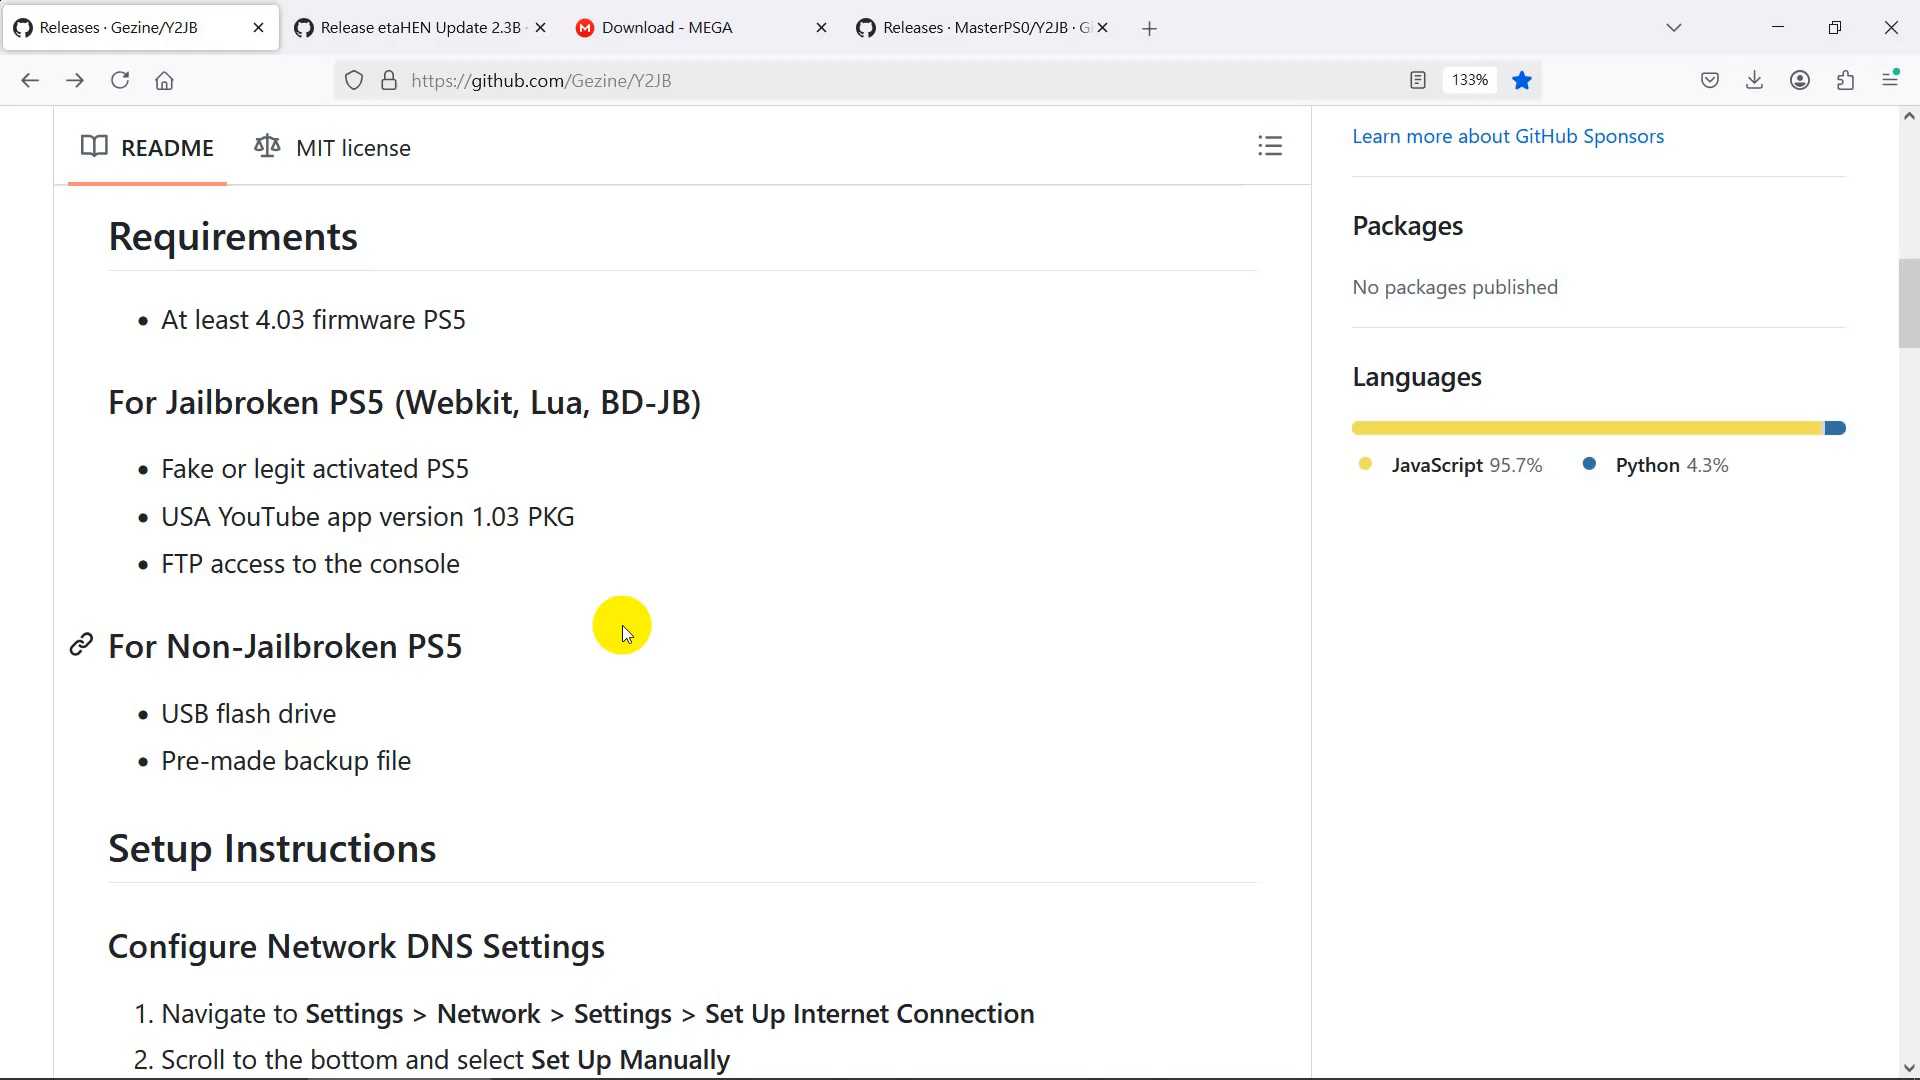 Releases · Gezine/Y2JB
Release etaHEN Update 2.3B ·
Download - MEGA
Releases · MasterPS0/Y2JB · G
https://github.com/Gezine/Y2JB
133%
README
MIT license
Requirements
• At least 4.03 firmware PS5
For Jailbroken PS5 (Webkit, Lua, BD-JB)
• Fake or legit activated PS5
• USA YouTube app version 1.03 PKG
• FTP access to the console
For Non-Jailbroken PS5
• USB flash drive
• Pre-made backup file
Setup Instructions
Configure Network DNS Settings
1. Navigate to Settings > Network > Settings > Set Up Internet Connection
2. Scroll to the bottom and select Set Up Manually
Learn more about GitHub Sponsors
Packages
No packages published
Languages
JavaScript 95.7%
Python 4.3%